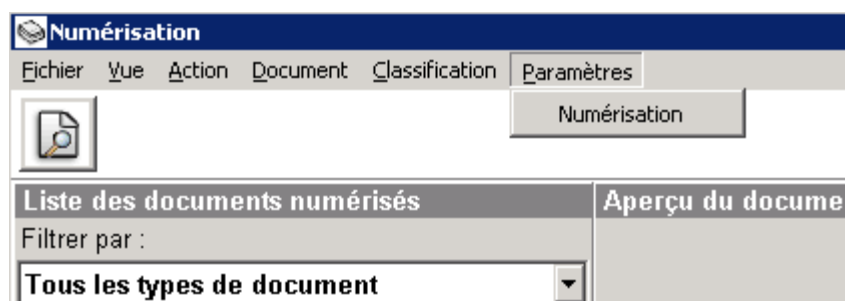 Numérisation
Fichier Vue Action Document Classification Paramètres
Numérisation
Liste des documents numérisés
Aperçu du docume
Filtrer par :
Tous les types de document